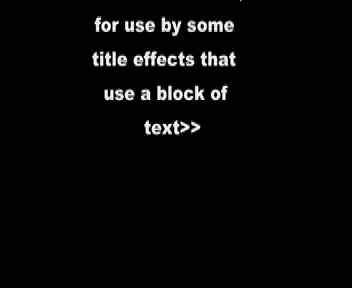 for use by some
title effects that
use a block of
text>>